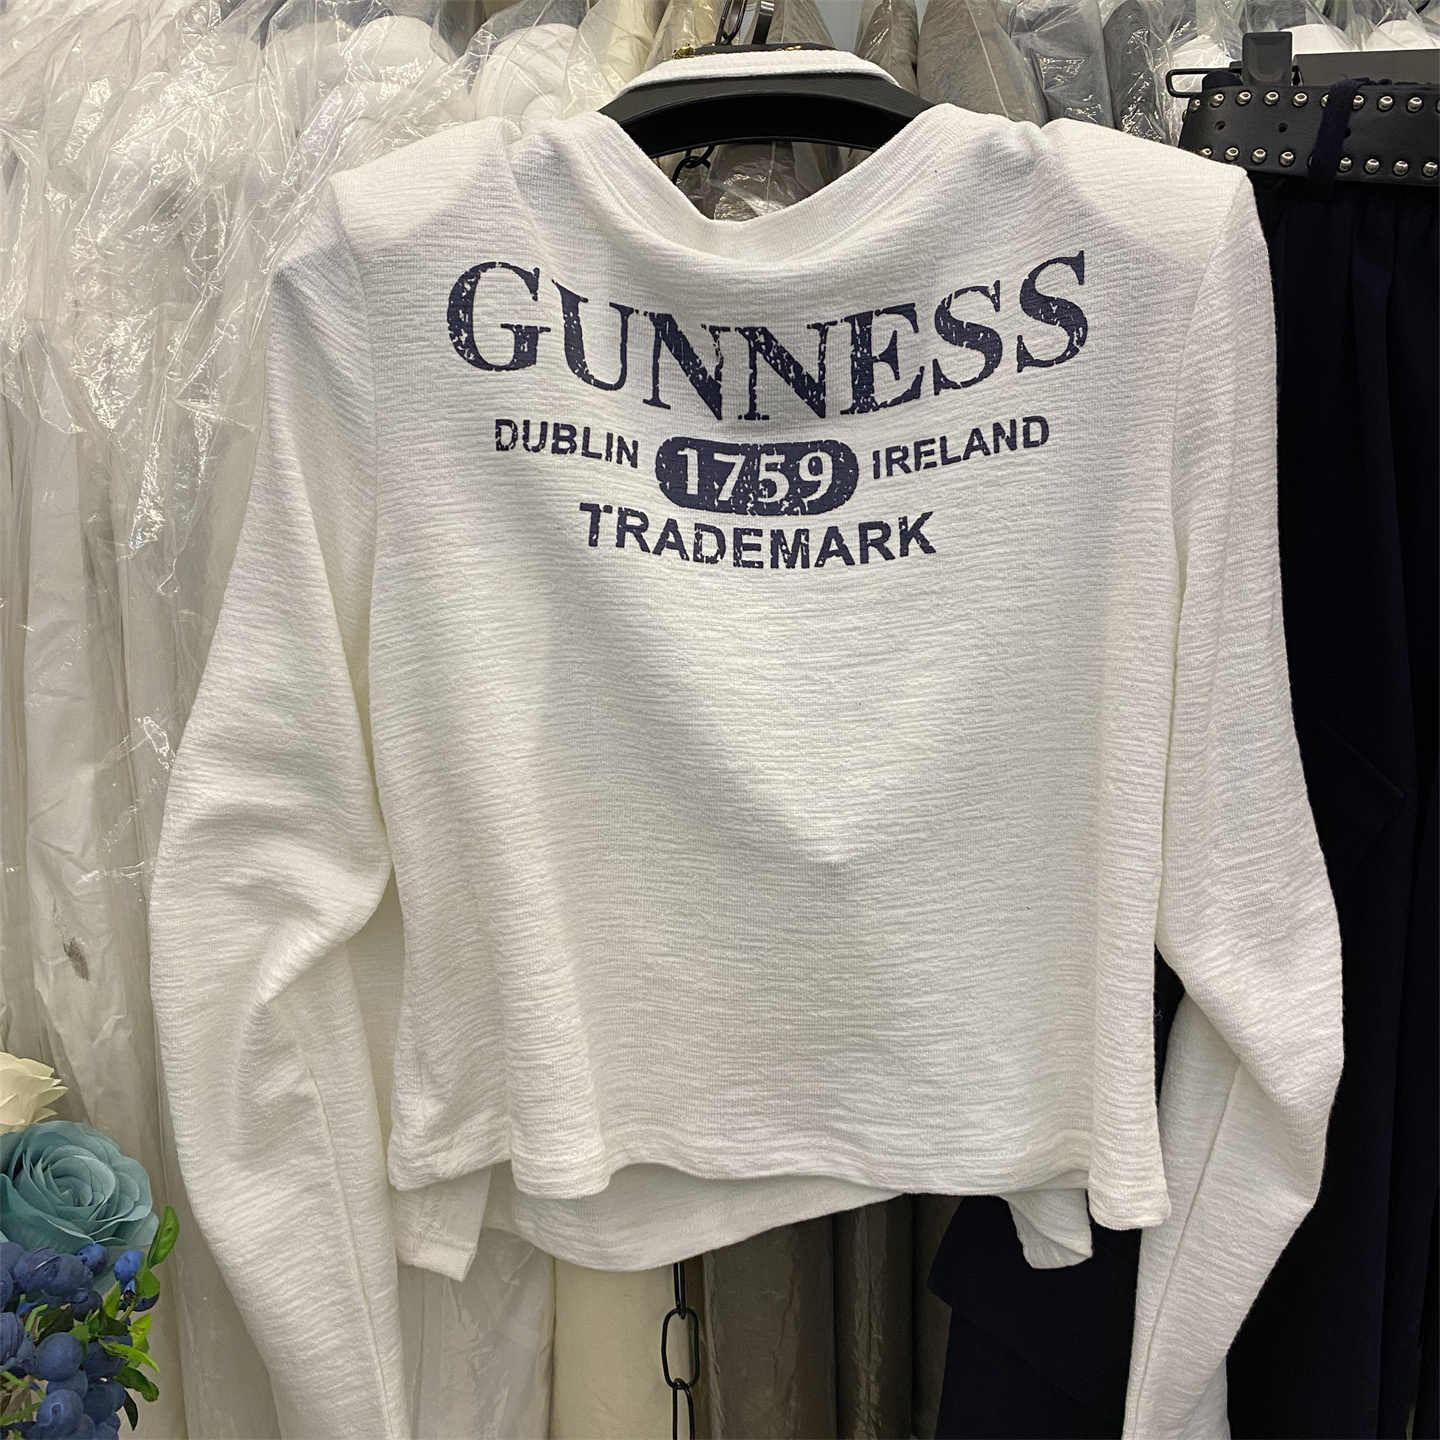 GUNNESS
DUBLIN 1759 IRELAND
TRADEMARK